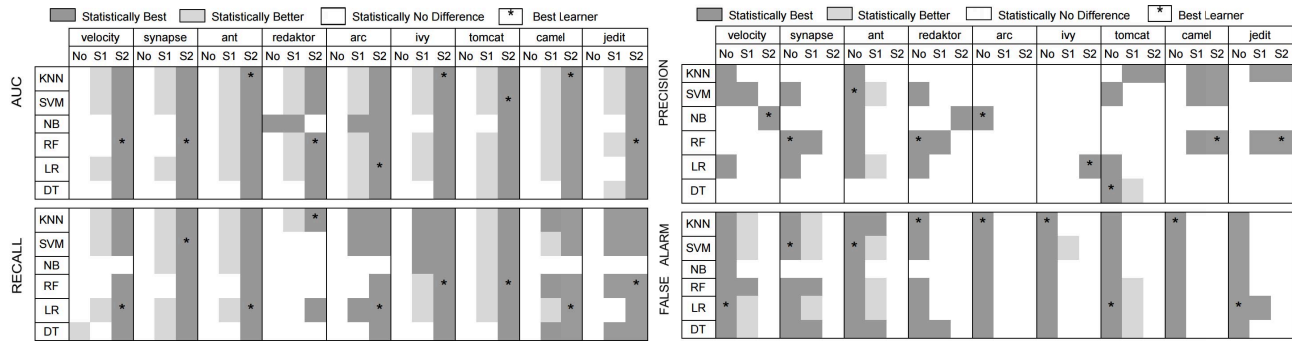 Statistically Best Statistically Better Statistically No Difference * Best Learner
velocity synapse ant redaktor arc ivy tomcat camel jedit
No S1 S2 No S1 S2 No S1 S2 No S1 S2 No S1 S2 No S1 S2 No S1 S2 No S1 S2 No S1 S2
AUC
KNN * * *
SVM *
NB
RF * * * *
LR *
DT
RECALL
KNN *
SVM *
NB
RF * * *
LR * * * *
DT
Statistically Best Statistically Better Statistically No Difference * Best Learner
velocity synapse ant redaktor arc ivy tomcat camel jedit
No S1 S2 No S1 S2 No S1 S2 No S1 S2 No S1 S2 No S1 S2 No S1 S2 No S1 S2 No S1 S2
PRECISION
KNN
SVM *
NB * *
RF * * * *
LR *
DT *
FALSE ALARM
KNN * * * *
SVM * *
NB
RF
LR * * *
DT